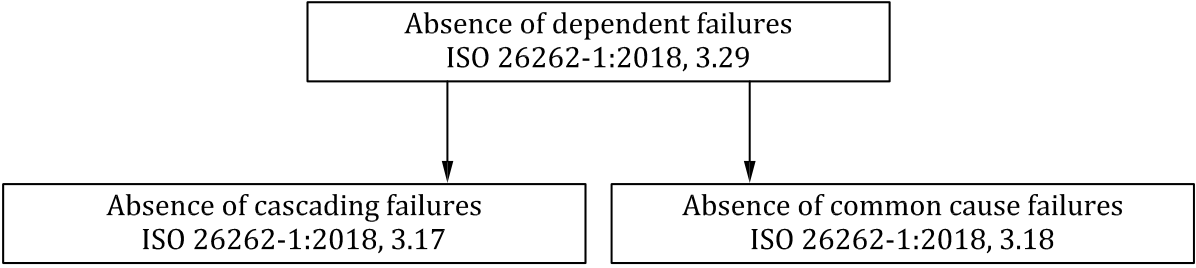 Absence of dependent failures
ISO 26262-1:2018, 3.29
Absence of cascading failures
ISO 26262-1:2018, 3.17
Absence of common cause failures
ISO 26262-1:2018, 3.18